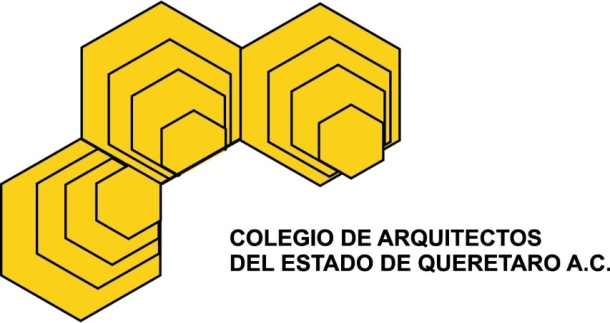 COLEGIO DE ARQUITECTOS
DEL ESTADO DE QUERETARO A.C.